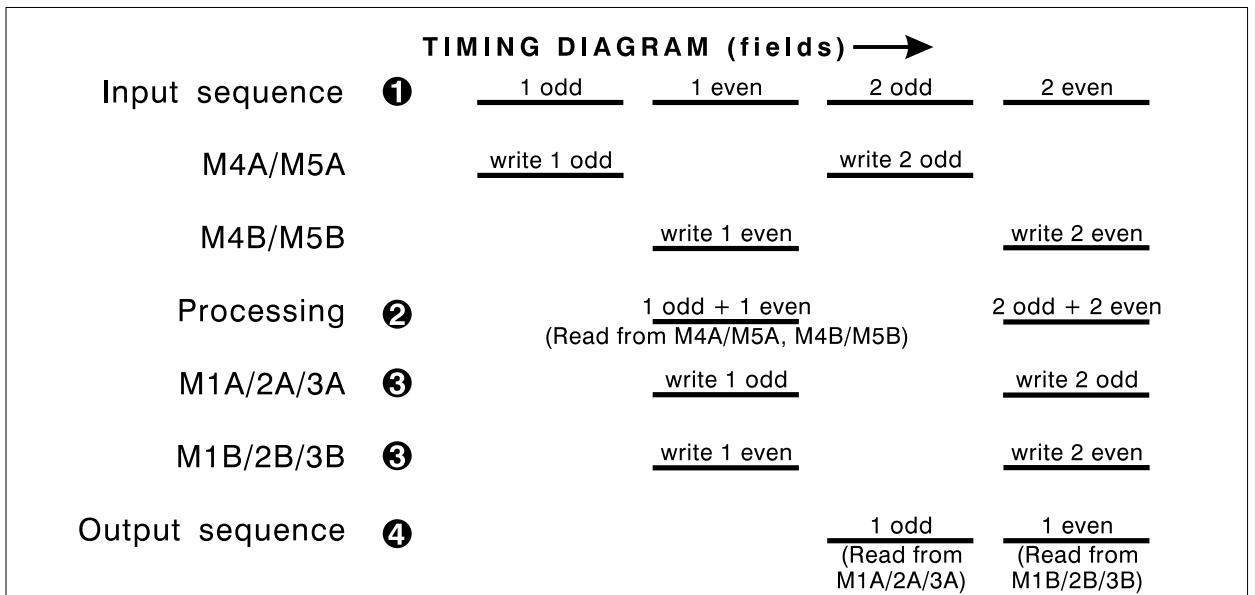 TIMING DIAGRAM (fields)
Input sequence ❶ 1 odd 1 even 2 odd 2 even
M4A/M5A write 1 odd write 2 odd
M4B/M5B write 1 even write 2 even
Processing ❷ 1 odd + 1 even 2 odd + 2 even
(Read from M4A/M5A, M4B/M5B)
M1A/2A/3A ❸ write 1 odd write 2 odd
M1B/2B/3B ❸ write 1 even write 2 even
Output sequence ❹ 1 odd 1 even
(Read from (Read from
M1A/2A/3A) M1B/2B/3B)